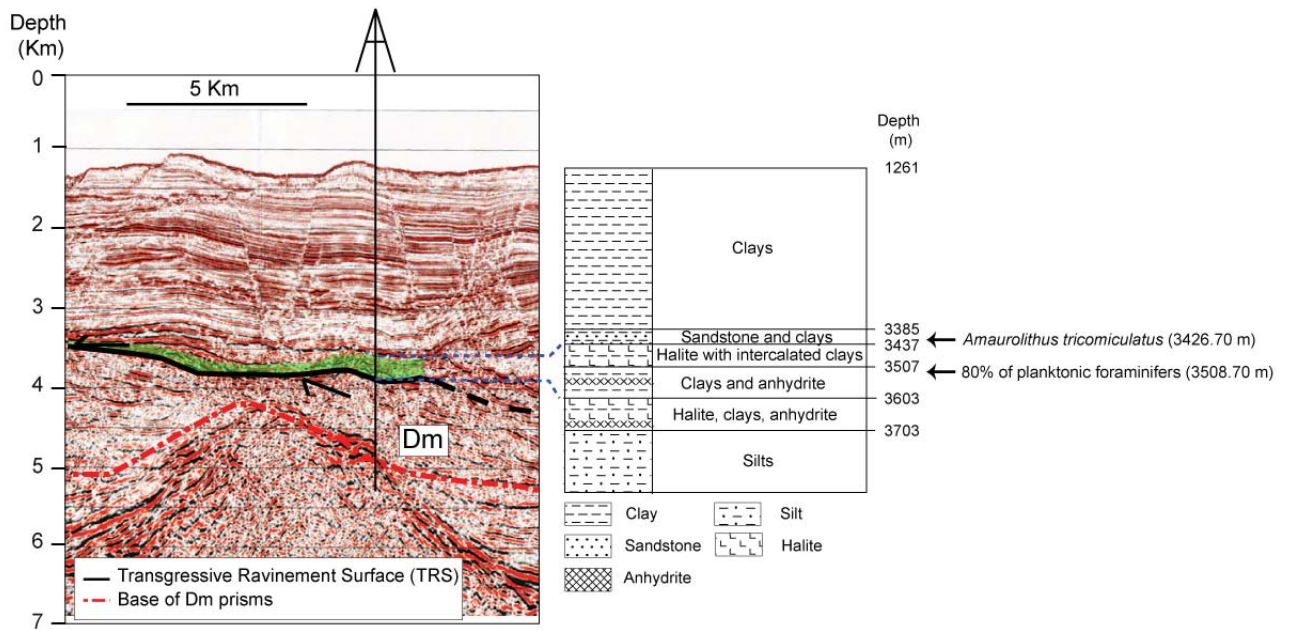 Depth
(Km)
0
1
2
3
4
5
6
7
5 Km
Dm
Transgressive Ravinement Surface (TRS)
Base of Dm prisms
Depth
(m)
1261
3385
3437
3507
3603
3703
Clays
Sandstone and clays
Halite with intercalated clays
Clays and anhydrite
Halite, clays, anhydrite
Silts
Amaurolithus tricorniculatus (3426.70 m)
80% of planktonic foraminifers (3508.70 m)
Clay
Silt
Sandstone
Halite
Anhydrite